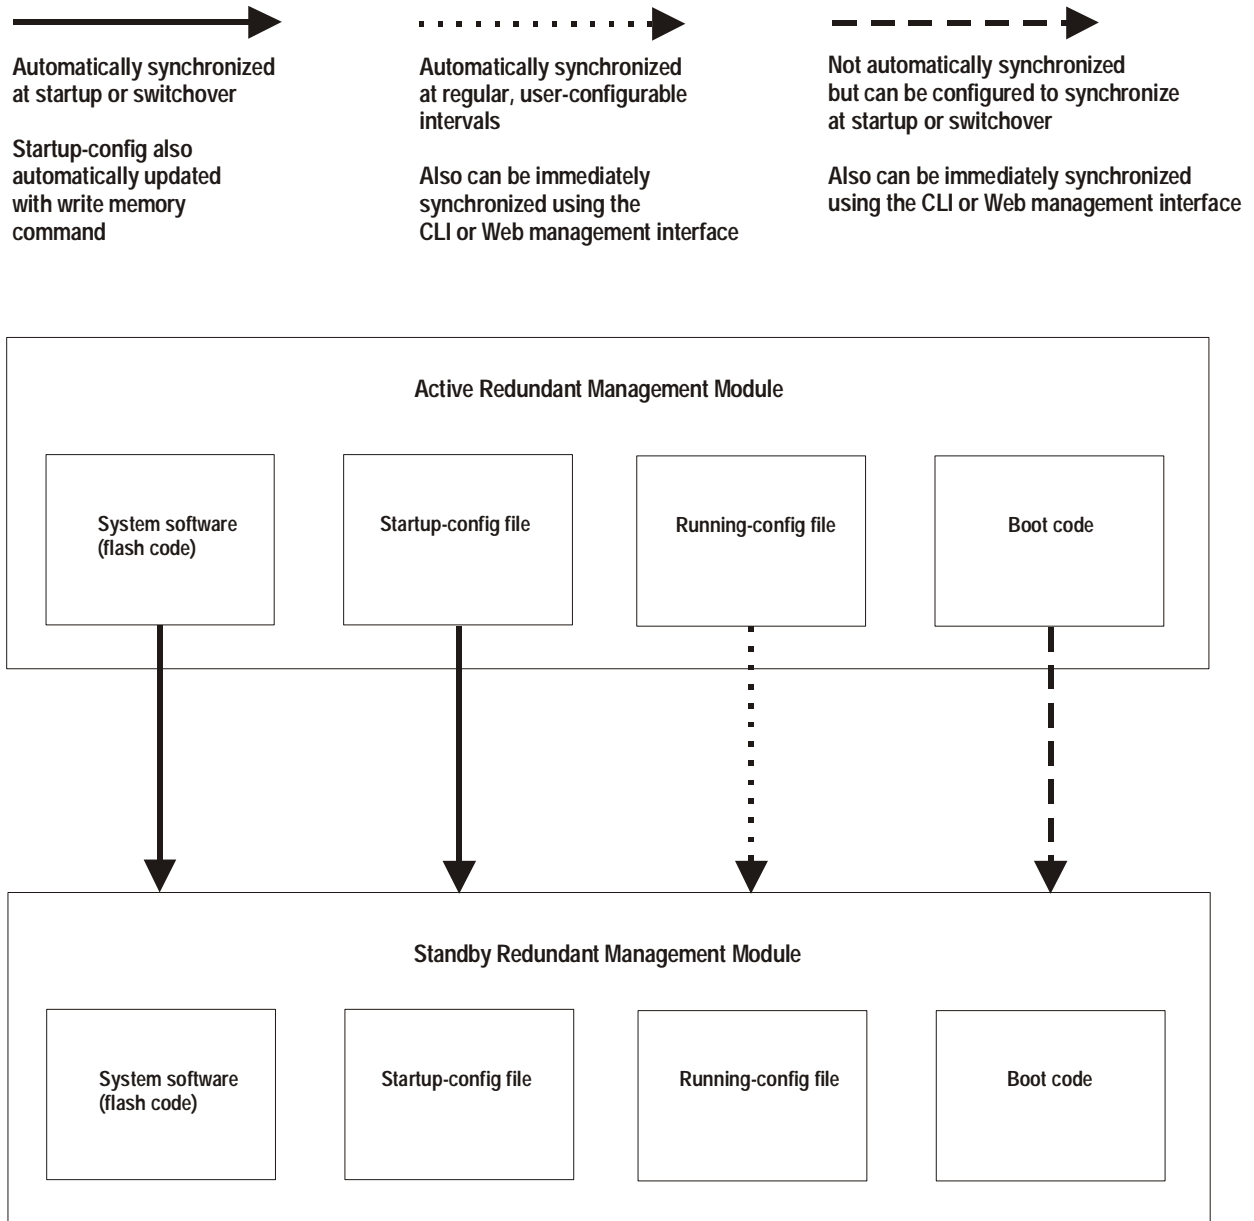 Automatically synchronized
at startup or switchover
Startup-config also
automatically updated
with write memory
command
Automatically synchronized
at regular, user-configurable
intervals
Also can be immediately
synchronized using the
CLI or Web management interface
Not automatically synchronized
but can be configured to synchronize
at startup or switchover
Also can be immediately synchronized
using the CLI or Web management interface
Active Redundant Management Module
System software
(flash code)
Startup-config file
Running-config file
Boot code
Standby Redundant Management Module
System software
(flash code)
Startup-config file
Running-config file
Boot code